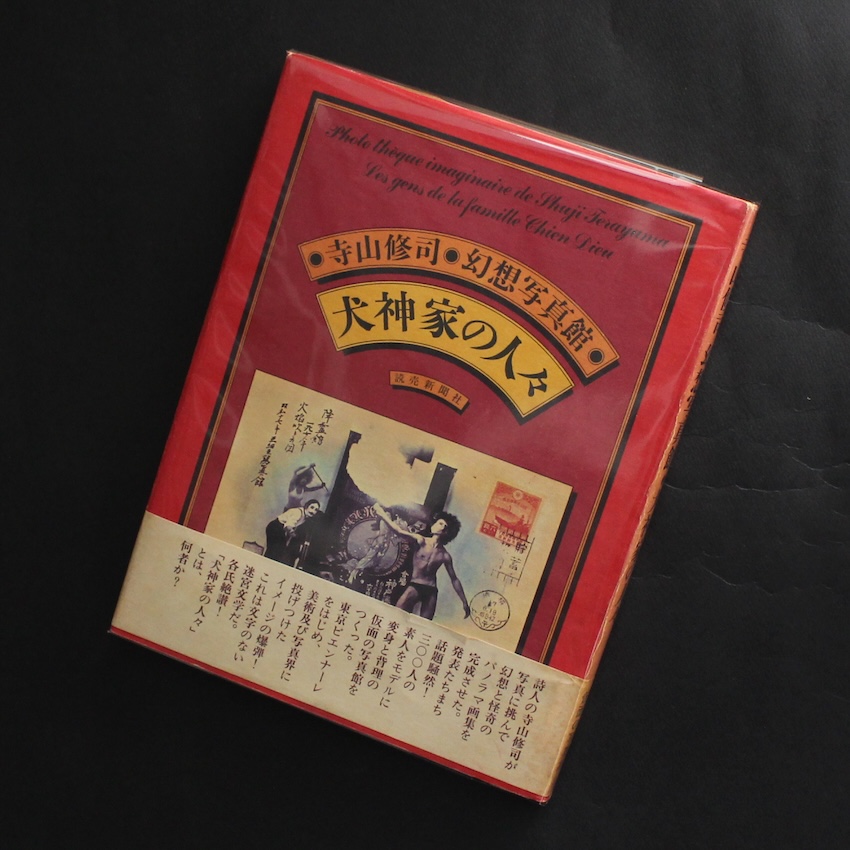 Photo thèque imaginaire de Shuji Terayama
Les gens de la famille Chien Dieu
●寺山修司●幻想写真館●
犬神家の人々
読売新聞社
詩人の寺山修司が
写真に挑んで
幻想と怪奇の
パノラマ画集を
完成させた。
発表たちまち
話題騒然!
三〇〇人の
素人をモデルに
変身と背理の
仮面の写真館を
つくった。
東京ビエンナーレ
をはじめ、
美術及び写真界に
投げつけた
イメージの爆弾!
これは文字のない
迷宮文学だ。
各氏絶讃!
「犬神家の人々」
とは、
何者か?